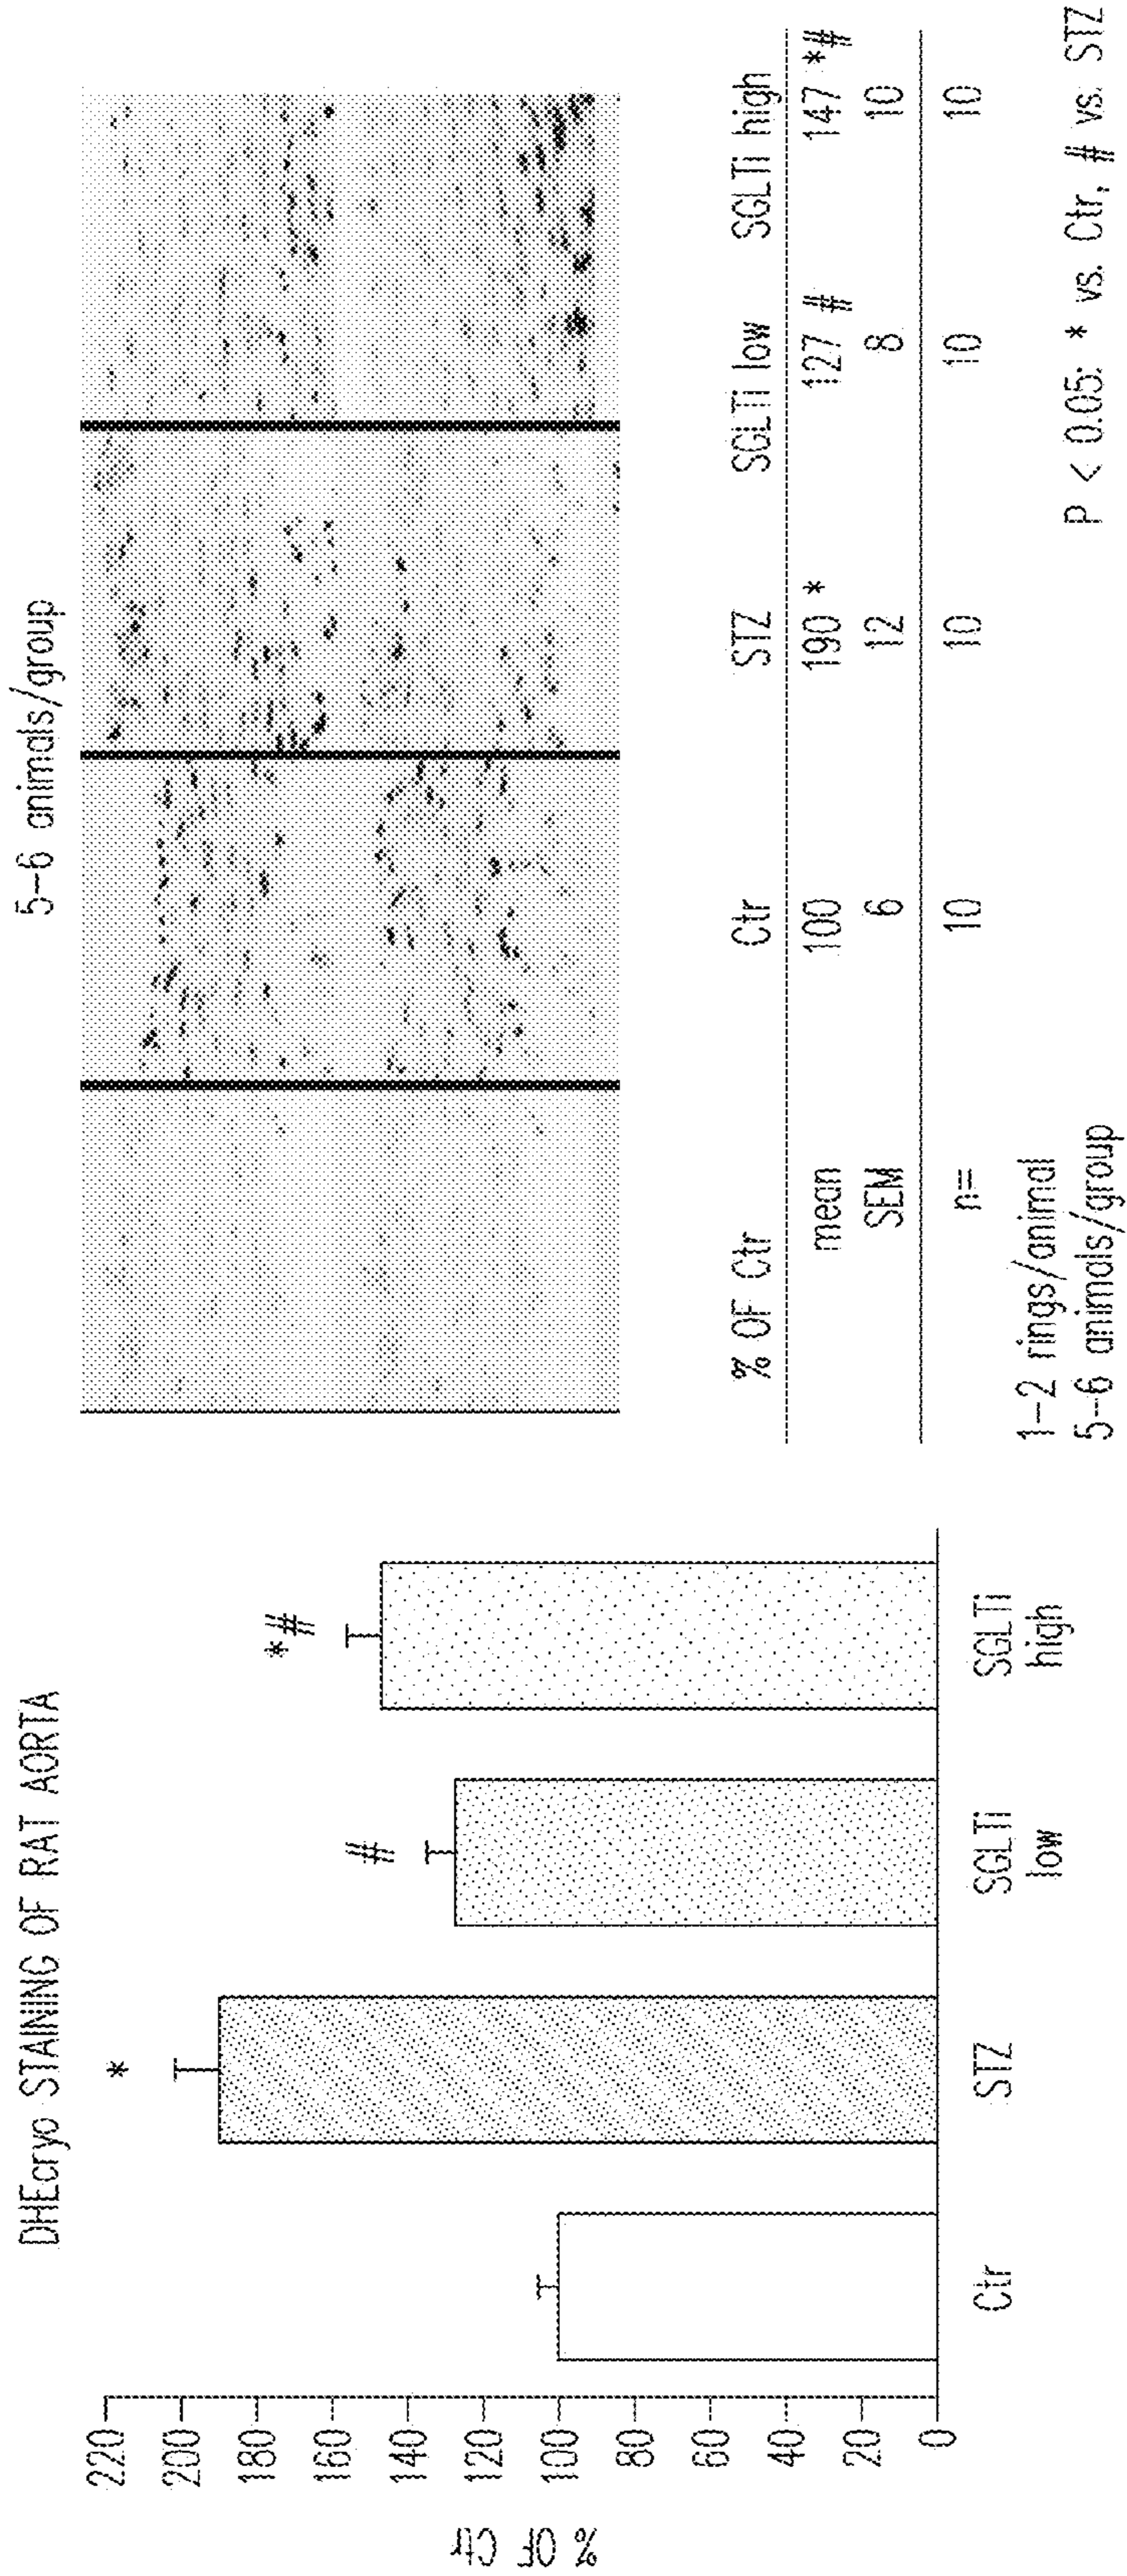 DHEcryo STAINING OF RAT AORTA
% OF Ctr
220
200
180
160
140
120
100
80
60
40
20
0
*
#
*#
Ctr
STZ
SGLTi low
SGLTi high
5–6 animals/group
% OF Ctr Ctr STZ SGLTi low SGLTi high
mean 100 190 * 127 # 147 *#
SEM 6 12 8 10
n= 10 10 10 10
1–2 rings/animal
5–6 animals/group
P < 0.05: * vs. Ctr, # vs. STZ